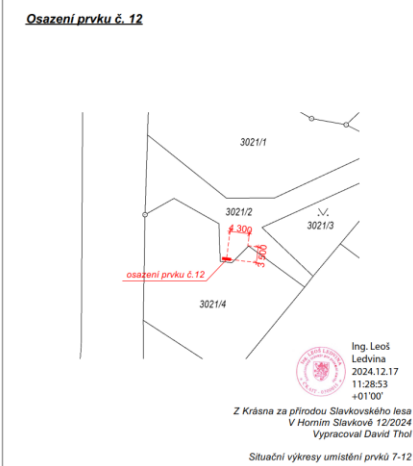 Osazení prvku č. 12
3021/1
3021/2
3021/3
4.300
3.500
osazení prvku č.12
3021/4
Ing. Leoš
Ledvina
2024.12.17
11:28:53
+01'00'
Z Krásna za přírodou Slavkovského lesa
V Horním Slavkově 12/2024
Vypracoval David Thol
Situační výkresy umístění prvků 7-12